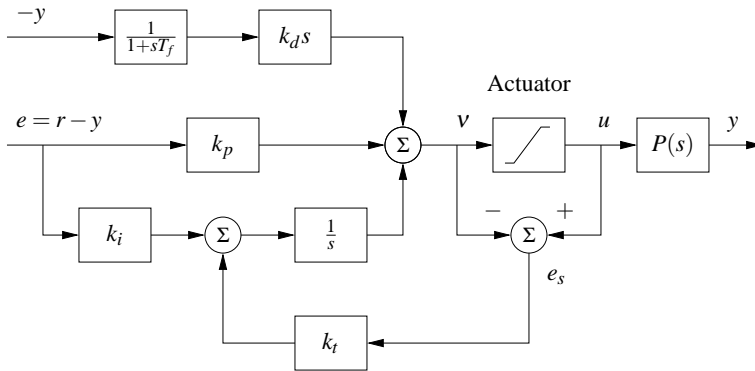 −y
1/(1+sT_f)
k_d s
Actuator
e = r − y
k_p
Σ
ν
u
P(s)
y
−
+
k_i
Σ
1/s
Σ
e_s
k_t